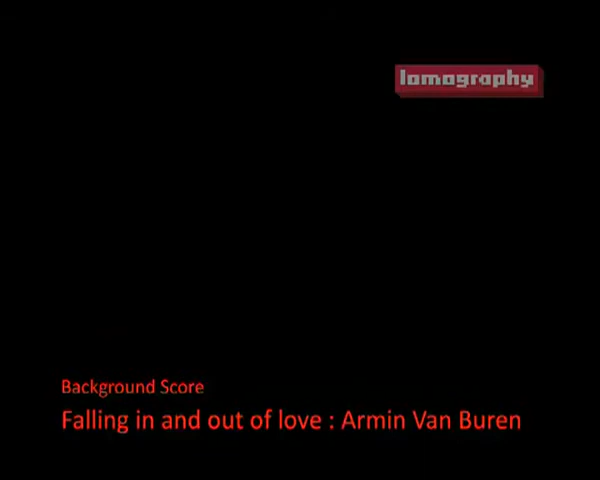 lomography
Background Score
Falling in and out of love : Armin Van Buren